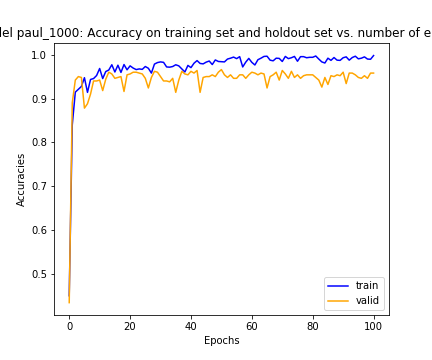 del paul_1000: Accuracy on training set and holdout set vs. number of e
1.0
0.9
0.8
0.7
0.6
0.5
Accuracies
0 20 40 60 80 100
Epochs
train
valid